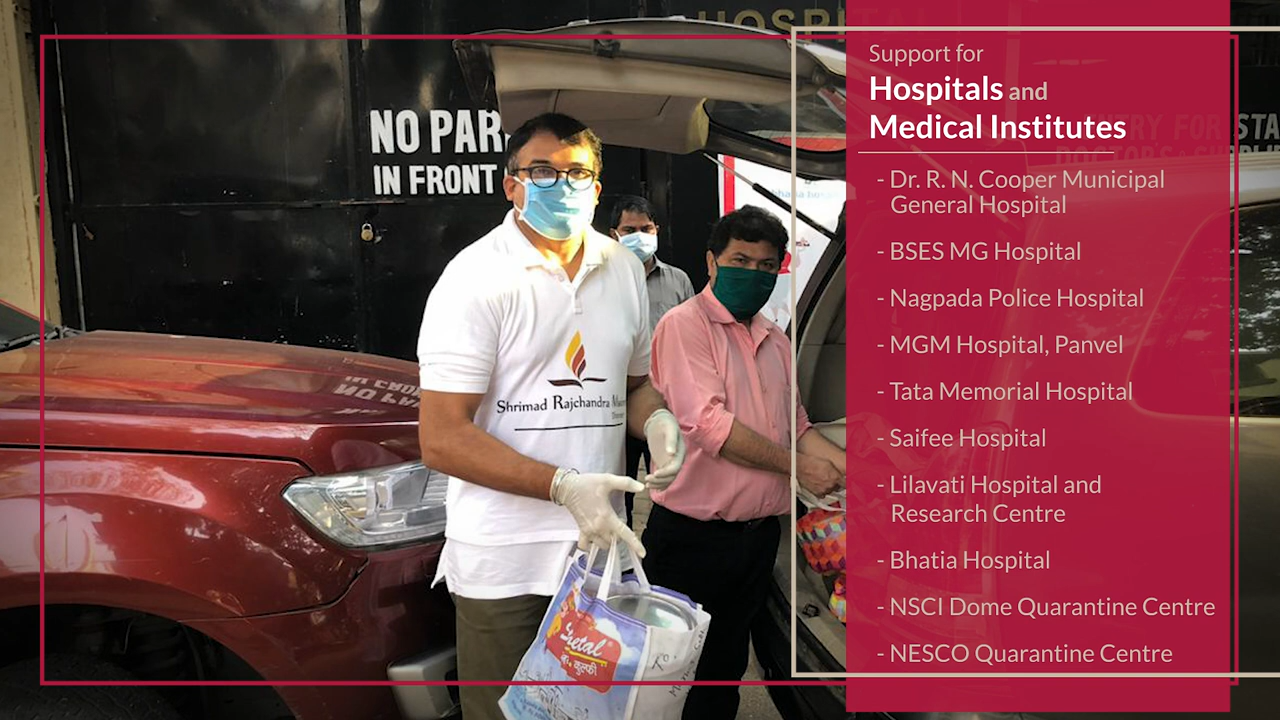 HOSPITAL
NO PAR
IN FRONT
Shrimad Rajchandra
Sheetal
Support for
Hospitals and
Medical Institutes
- Dr. R. N. Cooper Municipal
General Hospital
- BSES MG Hospital
- Nagpada Police Hospital
- MGM Hospital, Panvel
- Tata Memorial Hospital
- Saifee Hospital
- Lilavati Hospital and
Research Centre
- Bhatia Hospital
- NSCI Dome Quarantine Centre
- NESCO Quarantine Centre